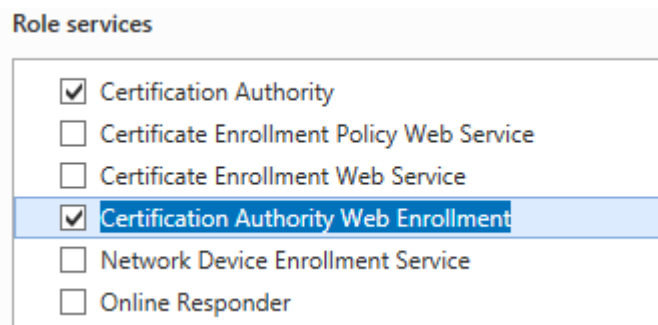 Role services
Certification Authority
Certificate Enrollment Policy Web Service
Certificate Enrollment Web Service
Certification Authority Web Enrollment
Network Device Enrollment Service
Online Responder